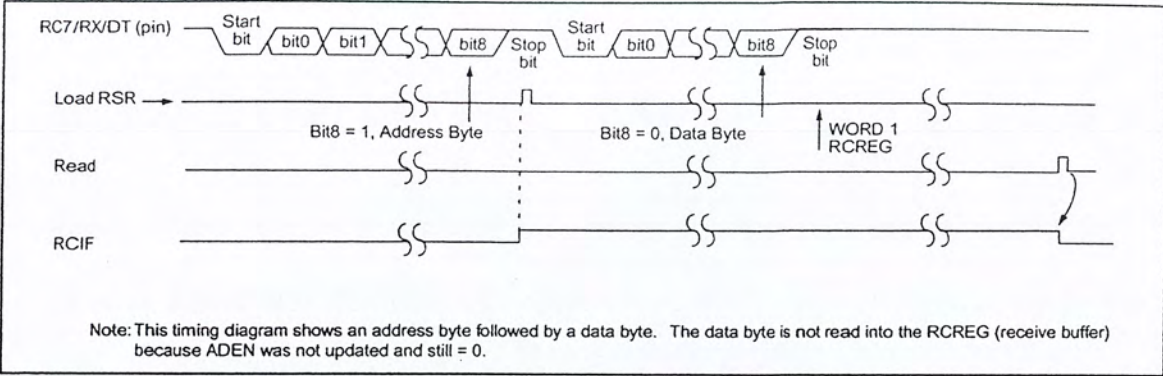 RC7/RX/DT (pin)
Start
bit
bit0
bit1
bit8
Stop
bit
Start
bit
bit0
bit8
Stop
bit
Load RSR
Bit8 = 1, Address Byte
Bit8 = 0, Data Byte
WORD 1
RCREG
Read
RCIF
Note: This timing diagram shows an address byte followed by a data byte. The data byte is not read into the RCREG (receive buffer)
because ADEN was not updated and still = 0.